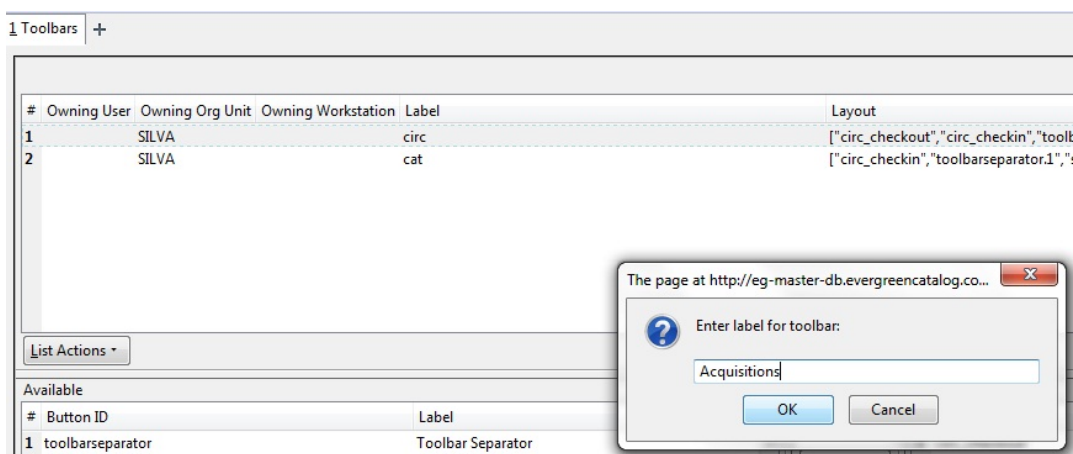 1 Toolbars +
# Owning User Owning Org Unit Owning Workstation Label Layout
1 SILVA circ ["circ_checkout","circ_checkin","toolb
2 SILVA cat ["circ_checkin","toolbarseparator.1","s
The page at http://eg-master-db.evergreencatalog.co...
Enter label for toolbar:
Acquisitions
OK Cancel
List Actions
Available
# Button ID Label
1 toolbarseparator Toolbar Separator